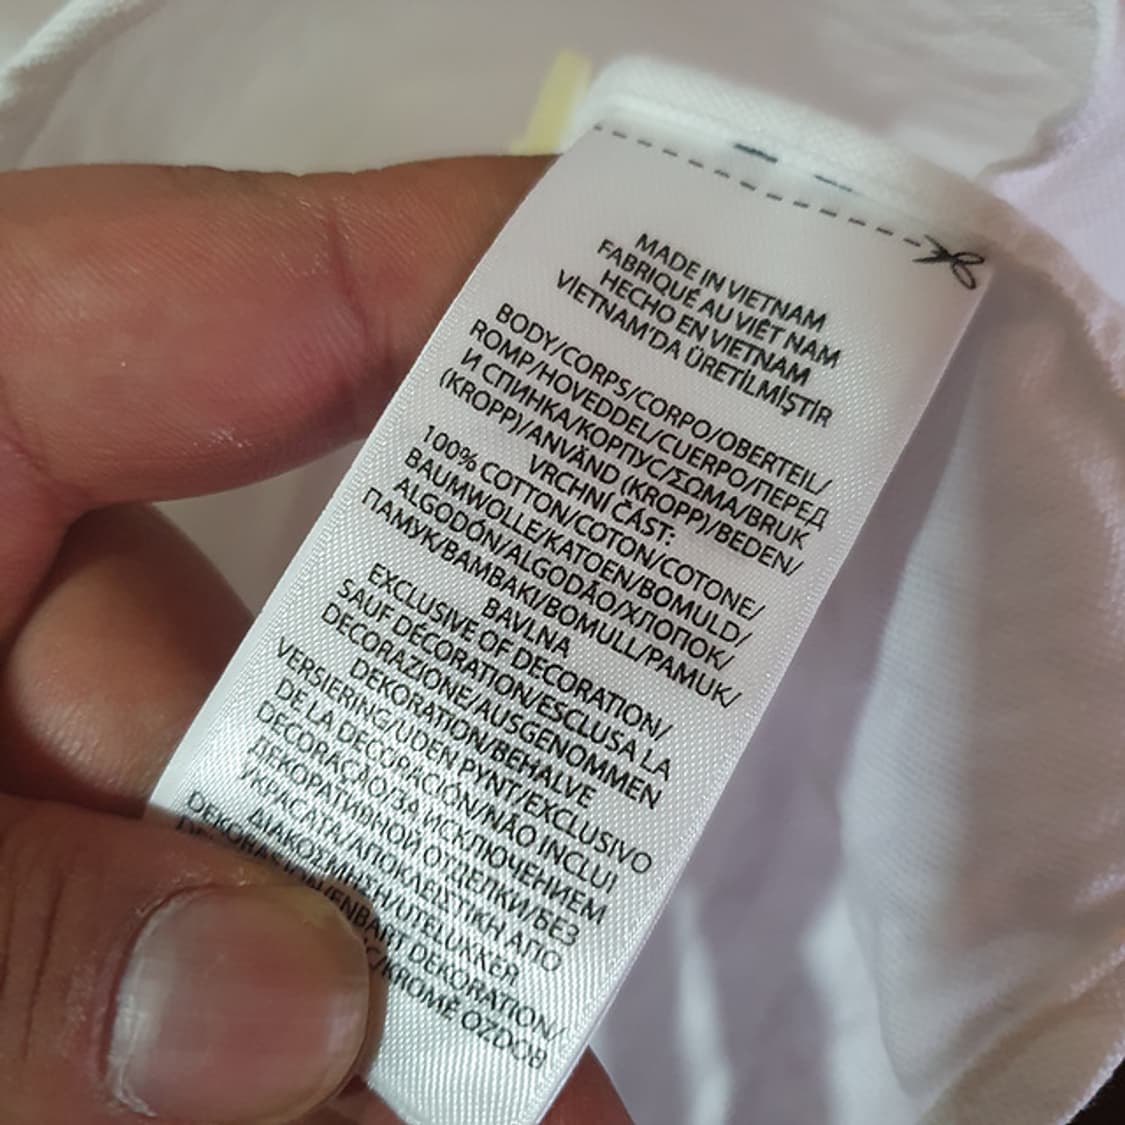 MADE IN VIETNAM
FABRIQUÉ AU VIÊT NAM
HECHO EN VIETNAM
VİETNAM'DA ÜRETİLMİŞTİR
BODY/CORPS/CORPO/OBERTEIL/
ROMP/HOVEDDEL/CUERPO/ПЕРЕД
И СПИНКА/КОРПУС/ΣΩΜΑ/BRUK
(KROPP)/ANVÄND (KROPP)/BEDEN/
VRCHNÍ ČÁST:
100% COTTON/COTON/COTONE/
BAUMWOLLE/KATOEN/BOMULD/
ALGODÓN/ALGODÃO/ХЛОПОК/
ПАМУК/ΒΑΜΒΑΚΙ/BOMULL/PAMUK/
BAVLNA
EXCLUSIVE OF DECORATION/
SAUF DÉCORATION/ESCLUSA LA
DECORAZIONE/AUSGENOMMEN
DEKORATION/BEHALVE
VERSIERING/UDEN PYNT/EXCLUSIVO
DE LA DECORACIÓN/NÃO INCLUI
DECORAÇÃO/ЗА ИСКЛЮЧЕНИЕМ
ДЕКОРАТИВНОЙ ОТДЕЛКИ/БЕЗ
УКРАСАТА/ΑΠΟΚΛΕΙΣΤΙΚΗ ΑΠΟ
ΔΙΑΚΟΣΜΗΣΗ/UTELUKKER
/ENBART DEKORATION/
/KROMĚ OZDOB